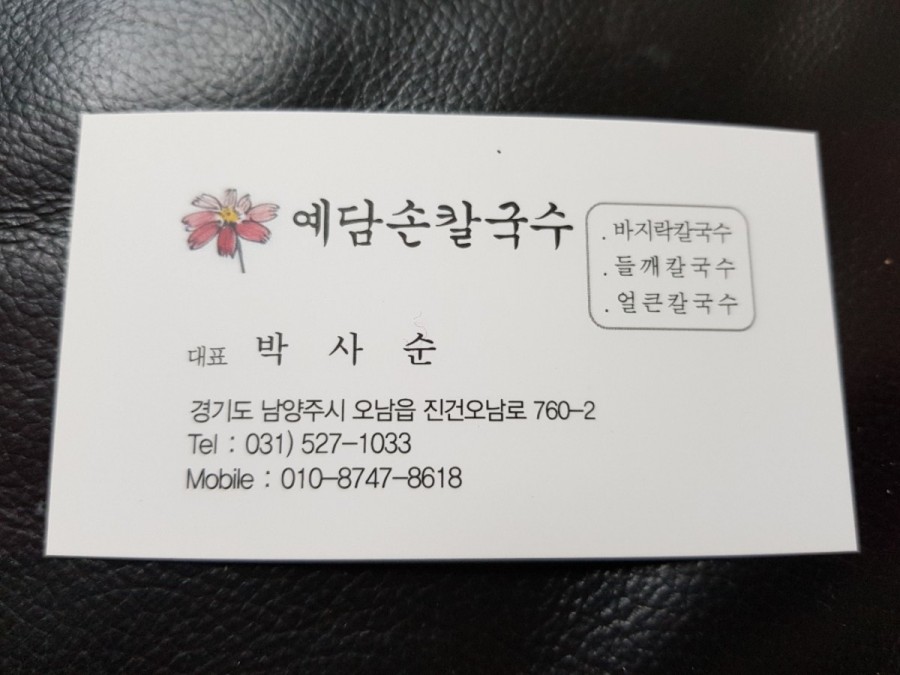 예담손칼국수
. 바지락칼국수
. 들깨칼국수
. 얼큰칼국수
대표 박 사 순
경기도 남양주시 오남읍 진건오남로 760-2
Tel : 031) 527-1033
Mobile : 010-8747-8618